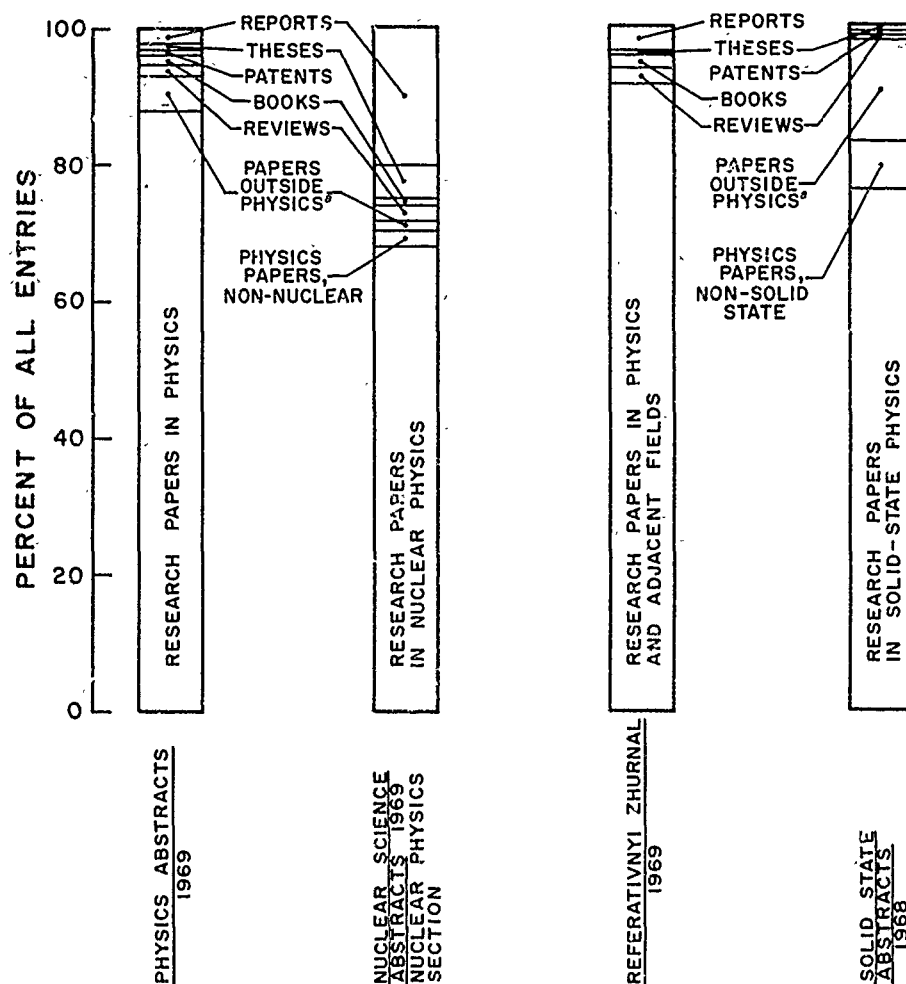 PERCENT OF ALL ENTRIES
100
80
60
40
20
0
REPORTS
THESES
PATENTS
BOOKS
REVIEWS
PAPERS
OUTSIDE
PHYSICSª
PHYSICS
PAPERS,
NON-NUCLEAR
REPORTS
THESES
PATENTS
BOOKS
REVIEWS
PAPERS
OUTSIDE
PHYSICSª
PHYSICS
PAPERS,
NON-SOLID
STATE
RESEARCH PAPERS IN PHYSICS
RESEARCH PAPERS
IN NUCLEAR PHYSICS
RESEARCH PAPERS IN PHYSICS
AND ADJACENT FIELDS
RESEARCH PAPERS
IN SOLID-STATE PHYSICS
PHYSICS ABSTRACTS
1969
NUCLEAR SCIENCE
ABSTRACTS 1969
NUCLEAR PHYSICS
SECTION
REFERATIVNYI ZHURNAL
1969
SOLID STATE
ABSTRACTS
1968